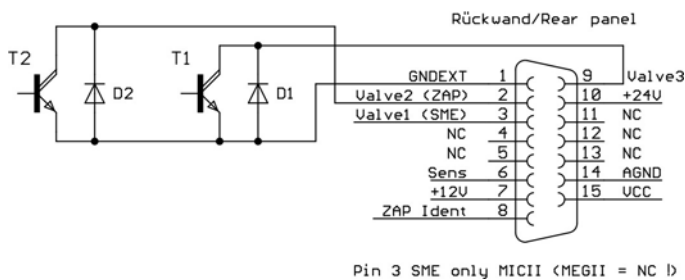 Rückwand/Rear panel
T2
T1
D2
D1
GNDEXT 1 9 Valve3
Valve2 (ZAP) 2 10 +24V
Valve1 (SME) 3 11 NC
NC 4 12 NC
NC 5 13 NC
Sens 6 14 AGND
+12V 7 15 VCC
ZAP Ident 8
Pin 3 SME only MICII (MEGII = NC !)